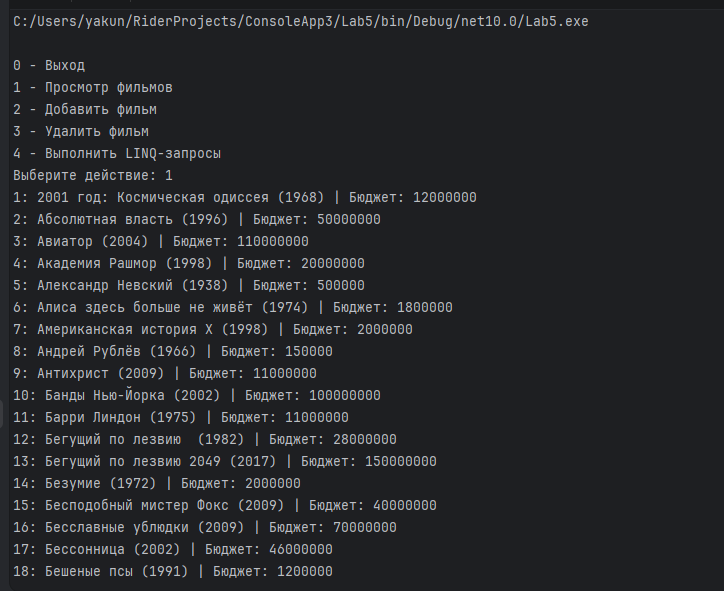 C:/Users/yakun/RiderProjects/ConsoleApp3/Lab5/bin/Debug/net10.0/Lab5.exe
0 - Выход
1 - Просмотр фильмов
2 - Добавить фильм
3 - Удалить фильм
4 - Выполнить LINQ-запросы
Выберите действие: 1
1: 2001 год: Космическая одиссея (1968) | Бюджет: 12000000
2: Абсолютная власть (1996) | Бюджет: 50000000
3: Авиатор (2004) | Бюджет: 110000000
4: Академия Рашмор (1998) | Бюджет: 20000000
5: Александр Невский (1938) | Бюджет: 500000
6: Алиса здесь больше не живёт (1974) | Бюджет: 1800000
7: Американская история X (1998) | Бюджет: 2000000
8: Андрей Рублёв (1966) | Бюджет: 150000
9: Антихрист (2009) | Бюджет: 11000000
10: Банды Нью-Йорка (2002) | Бюджет: 100000000
11: Барри Линдон (1975) | Бюджет: 11000000
12: Бегущий по лезвию  (1982) | Бюджет: 28000000
13: Бегущий по лезвию 2049 (2017) | Бюджет: 150000000
14: Безумие (1972) | Бюджет: 2000000
15: Бесподобный мистер Фокс (2009) | Бюджет: 40000000
16: Бесславные ублюдки (2009) | Бюджет: 70000000
17: Бессонница (2002) | Бюджет: 46000000
18: Бешеные псы (1991) | Бюджет: 1200000